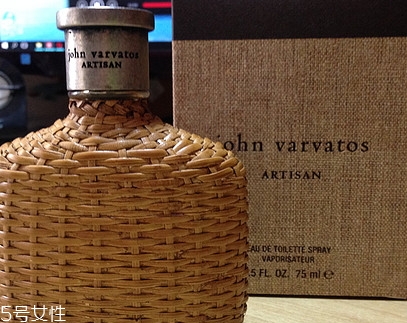 john varvatos
ARTISAN
john varvatos
ARTISAN
EAU DE TOILETTE SPRAY
VAPORISATEUR
.5 FL. OZ. 75 ml ℮
5号女性